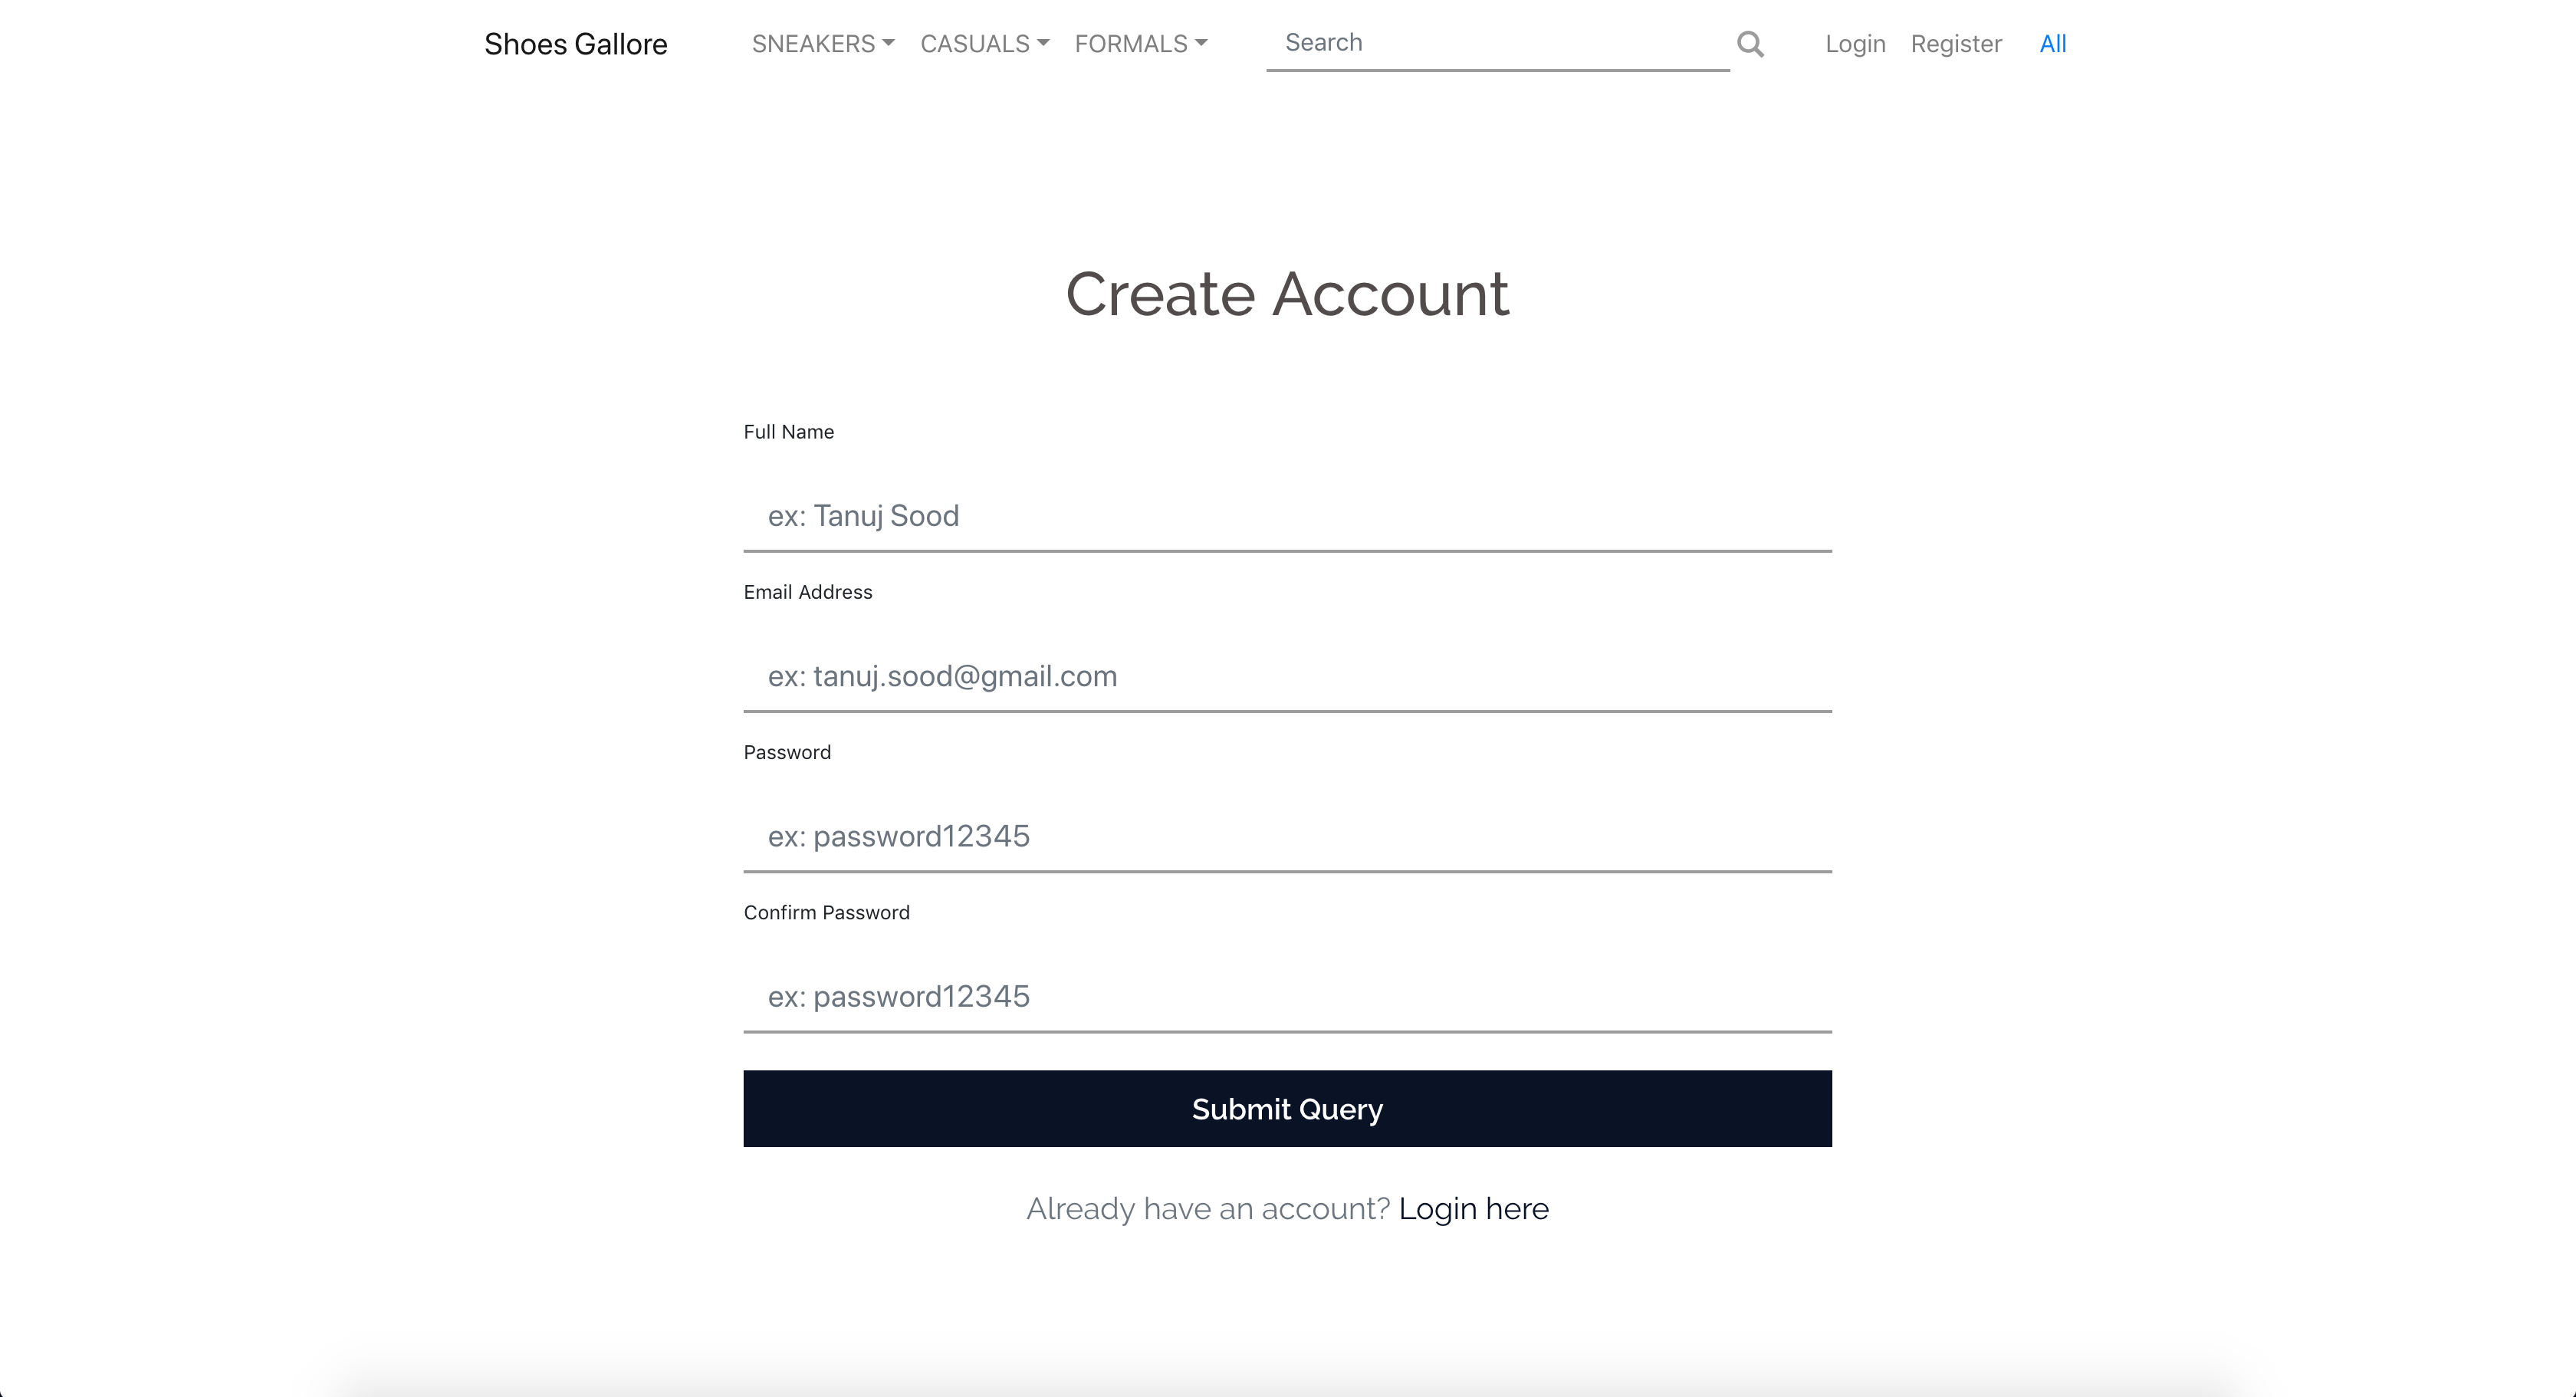 Shoes Gallore SNEAKERS CASUALS FORMALS Search Login Register All
Create Account
Full Name
ex: Tanuj Sood
Email Address
ex: tanuj.sood@gmail.com
Password
ex: password12345
Confirm Password
ex: password12345
Submit Query
Already have an account? Login here